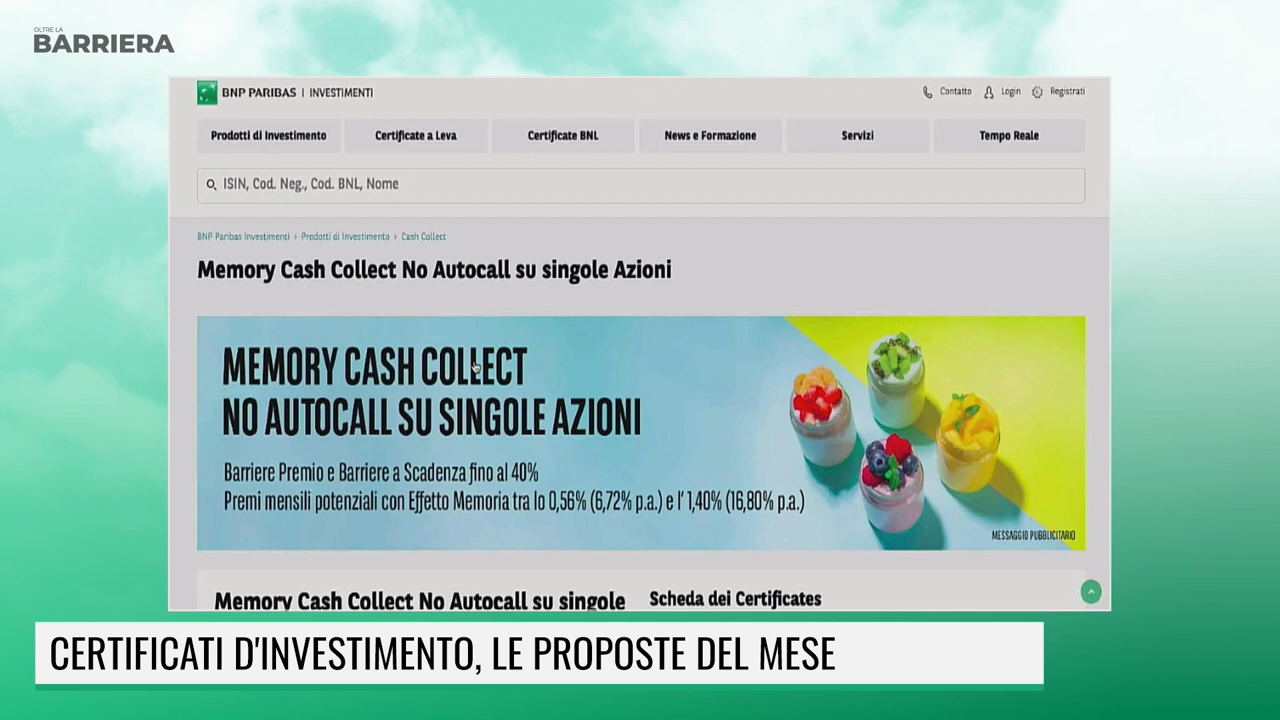 OLTRE LA
BARRIERA
BNP PARIBAS | INVESTIMENTI
Contatto Login Registrati
Prodotti di Investimento Certificate a Leva Certificate BNL News e Formazione Servizi Tempo Reale
ISIN, Cod. Neg., Cod. BNL, Nome
BNP Paribas Investimenti › Prodotti di Investimento › Cash Collect
Memory Cash Collect No Autocall su singole Azioni
MEMORY CASH COLLECT
NO AUTOCALL SU SINGOLE AZIONI
Barriere Premio e Barriere a Scadenza fino al 40%
Premi mensili potenziali con Effetto Memoria tra lo 0,56% (6,72% p.a.) e l' 1,40% (16,80% p.a.)
MESSAGGIO PUBBLICITARIO
Memory Cash Collect No Autocall su singole Scheda dei Certificates
CERTIFICATI D'INVESTIMENTO, LE PROPOSTE DEL MESE